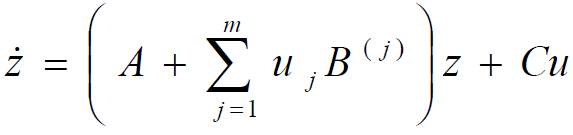 ż = ( A + ∑_{j=1}^{m} u_j B^{(j)} ) z + Cu